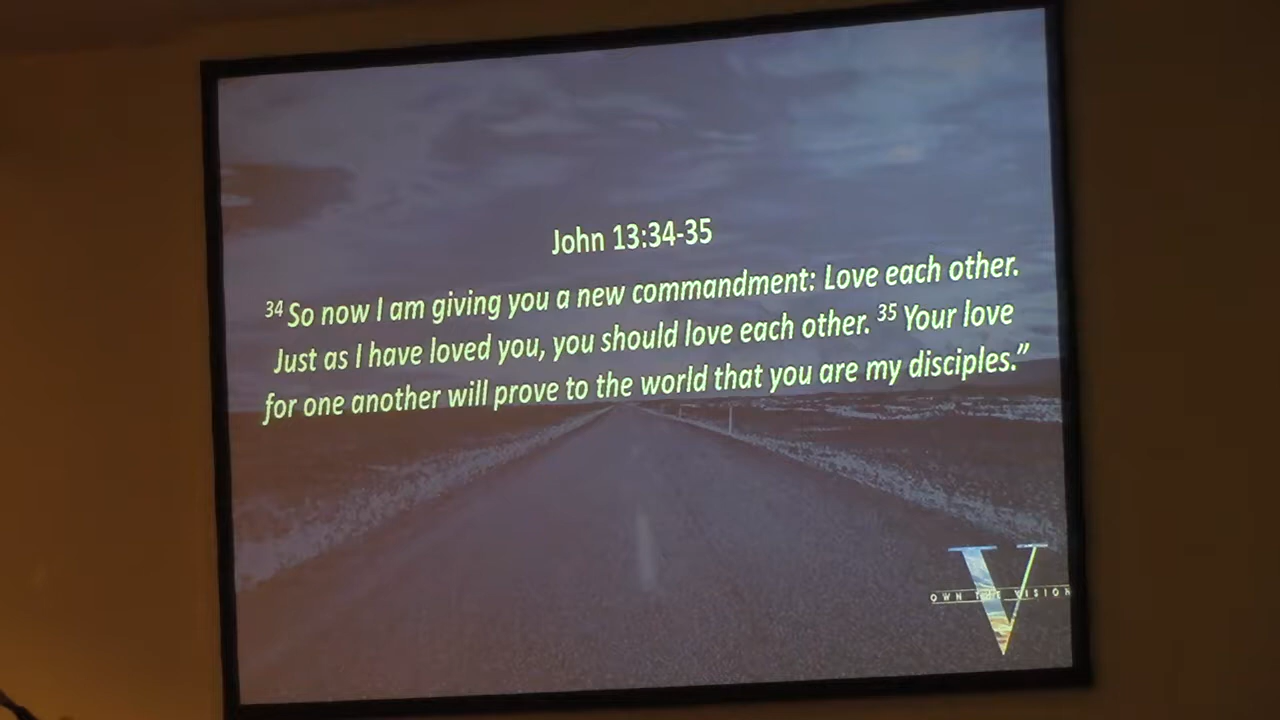 John 13:34-35
34 So now I am giving you a new commandment: Love each other.
Just as I have loved you, you should love each other. 35 Your love
for one another will prove to the world that you are my disciples.”
V
OWN THE VISION